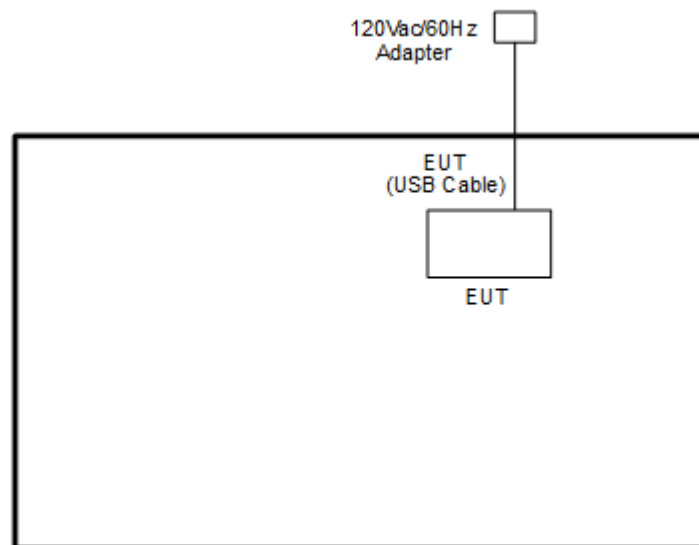 120Vac/60Hz
Adapter
EUT
(USB Cable)
EUT